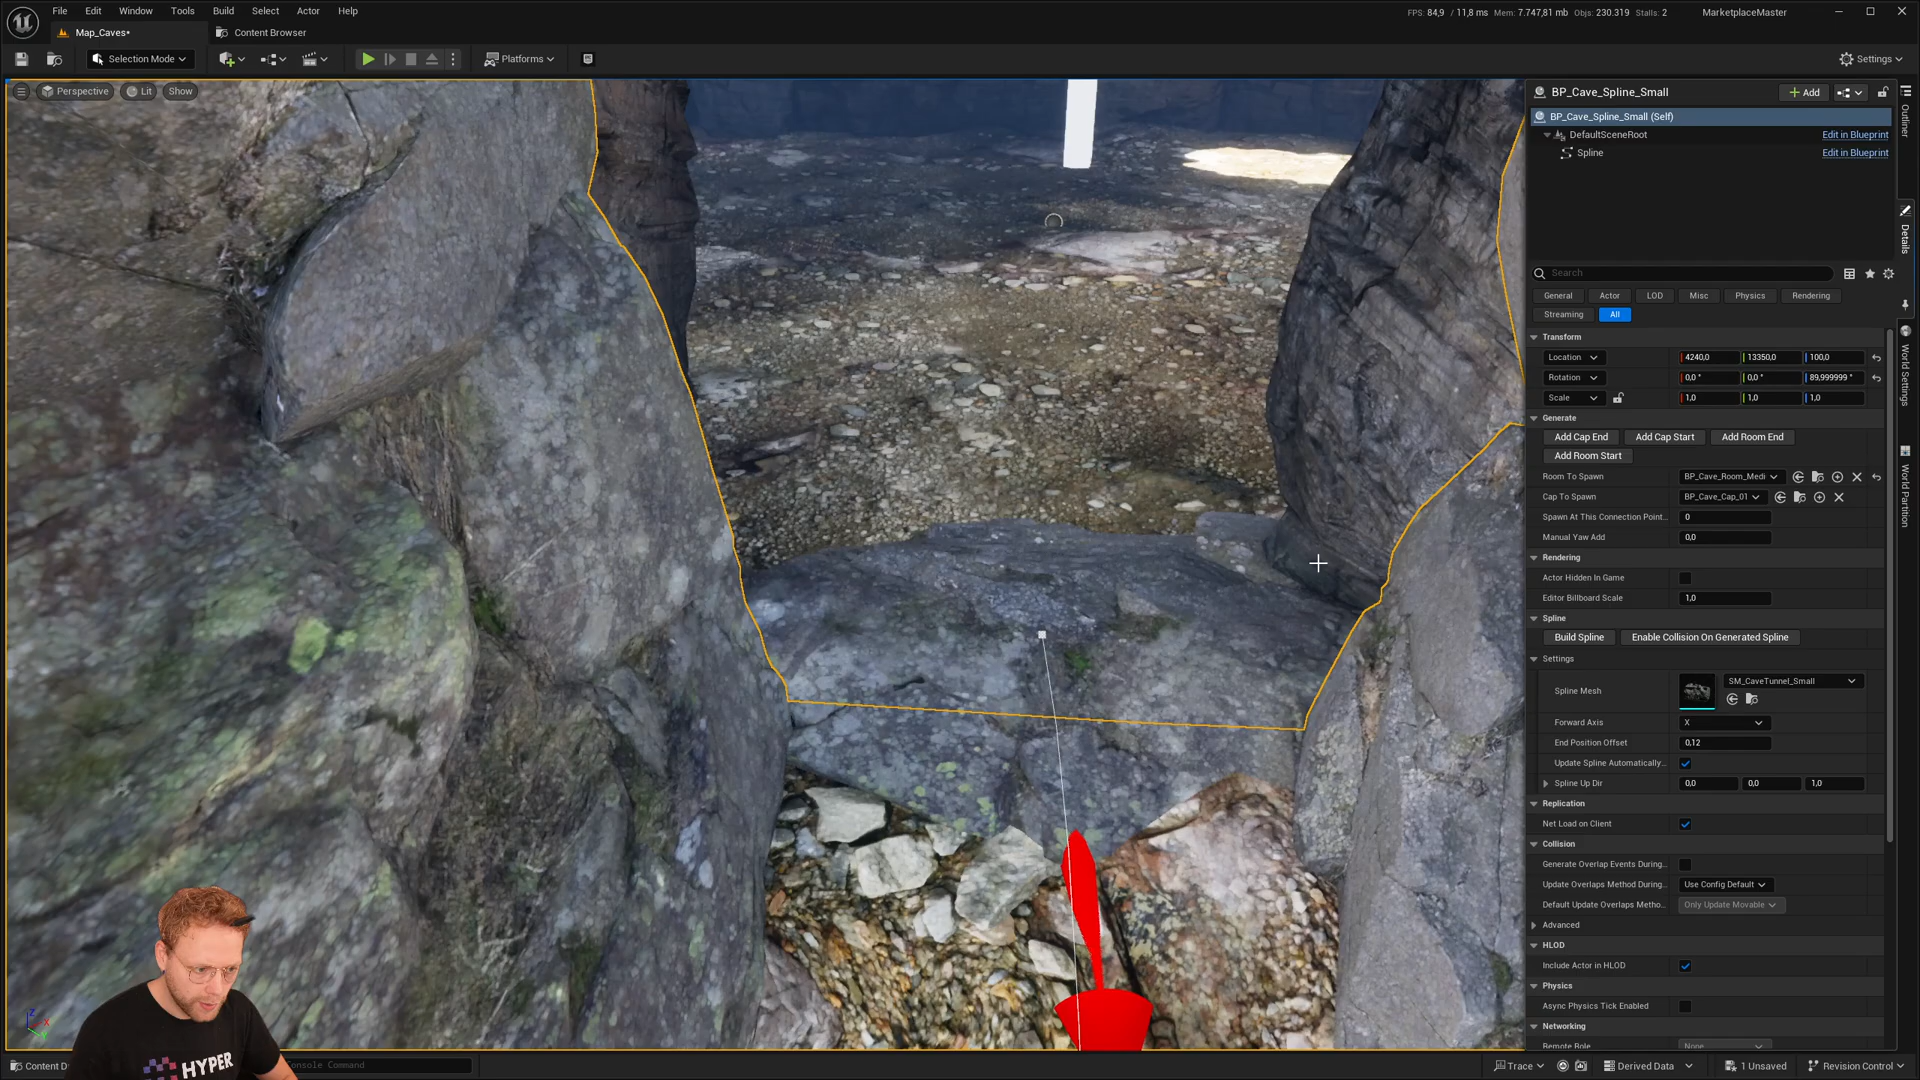 File Edit Window Tools Build Select Actor Help
FPS: 84,9 / 11,8 ms Mem: 7.747,81 mb Objs: 230.319 Stalls: 2
MarketplaceMaster
Map_Caves•
Content Browser
Selection Mode
Platforms
Settings
Perspective
Lit
Show
BP_Cave_Spline_Small
Add
BP_Cave_Spline_Small (Self)
DefaultSceneRoot
Edit in Blueprint
Spline
Edit in Blueprint
Search
General Actor LOD Misc Physics Rendering
Streaming All
Transform
Location 4240,0 13350,0 100,0
Rotation 0,0 ° 0,0 ° 89,999999 °
Scale 1,0 1,0 1,0
Generate
Add Cap End Add Cap Start Add Room End
Add Room Start
Room To Spawn BP_Cave_Room_Medi
Cap To Spawn BP_Cave_Cap_01
Spawn At This Connection Point... 0
Manual Yaw Add 0,0
Rendering
Actor Hidden In Game
Editor Billboard Scale 1,0
Spline
Build Spline Enable Collision On Generated Spline
Settings
Spline Mesh SM_CaveTunnel_Small
Forward Axis X
End Position Offset 0,12
Update Spline Automatically...
Spline Up Dir 0,0 0,0 1,0
Replication
Net Load on Client
Collision
Generate Overlap Events During...
Update Overlaps Method During... Use Config Default
Default Update Overlaps Metho... Only Update Movable
Advanced
HLOD
Include Actor in HLOD
Physics
Async Physics Tick Enabled
Networking
Remote Role None
Outliner
Details
World Settings
World Partition
Z
X
Y
HYPER
Content D
onsole Command
Trace
Derived Data
1 Unsaved
Revision Control